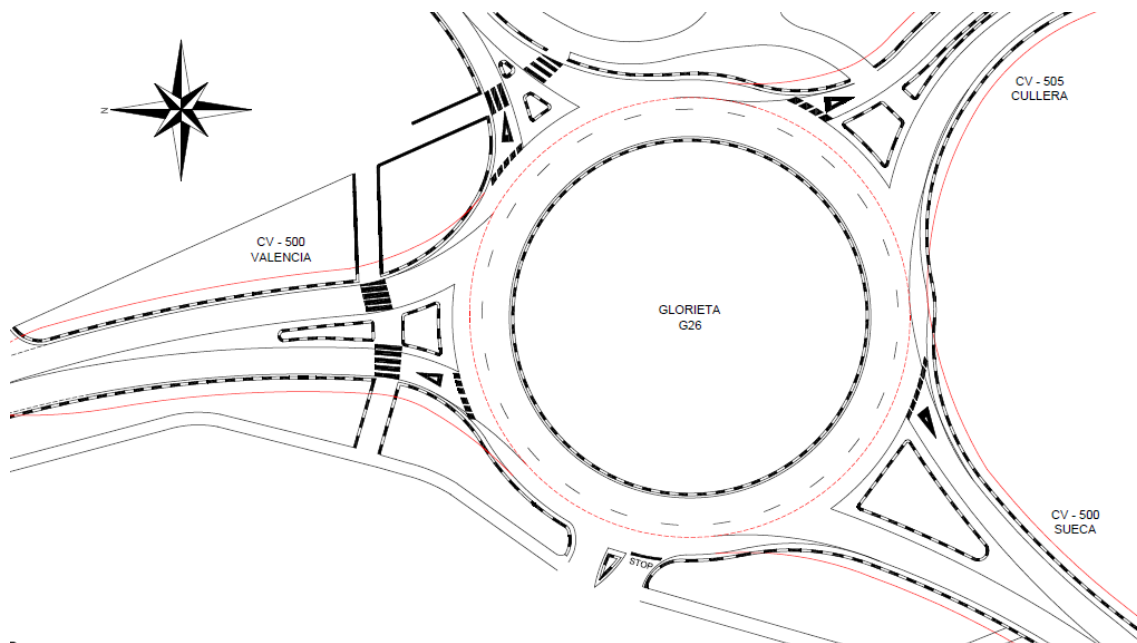 N
CV - 505
CULLERA
CV - 500
VALENCIA
GLORIETA
G26
CV - 500
SUECA
STOP